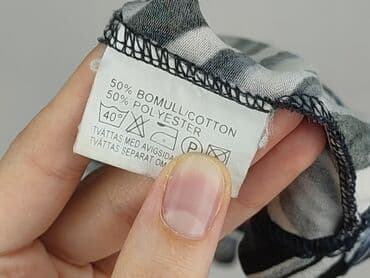 50% BOMULL/COTTON
50% POLYESTER
40° P
TVÄTTAS MED AVIGSIDAN
TVÄTTAS SEPARAT